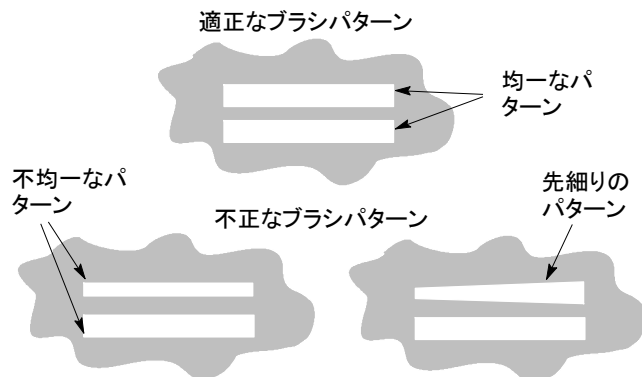 適正なブラシパターン
均一なパ
ターン
不均一なパ
ターン
不正なブラシパターン
先細りの
パターン